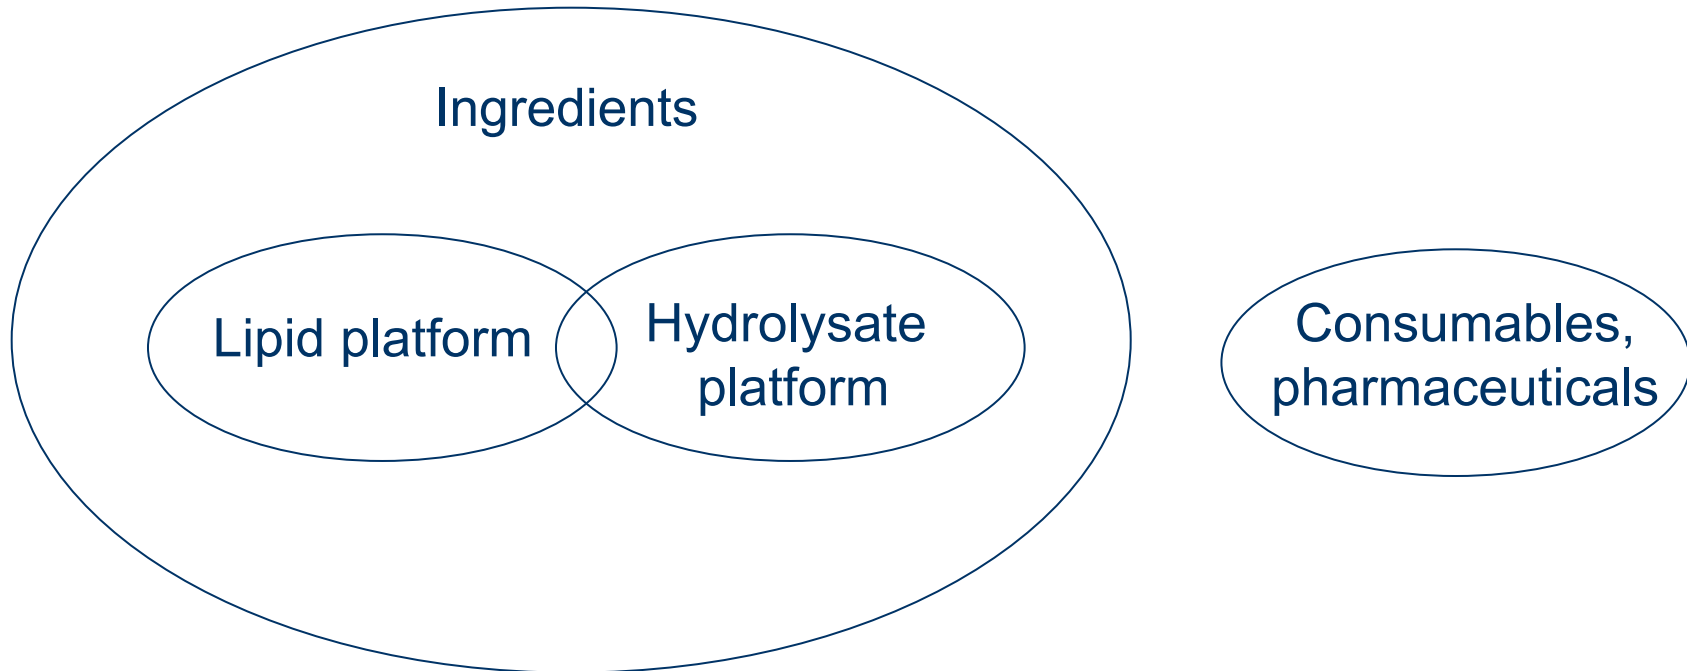 Ingredients
Lipid platform
Hydrolysate
platform
Consumables,
pharmaceuticals